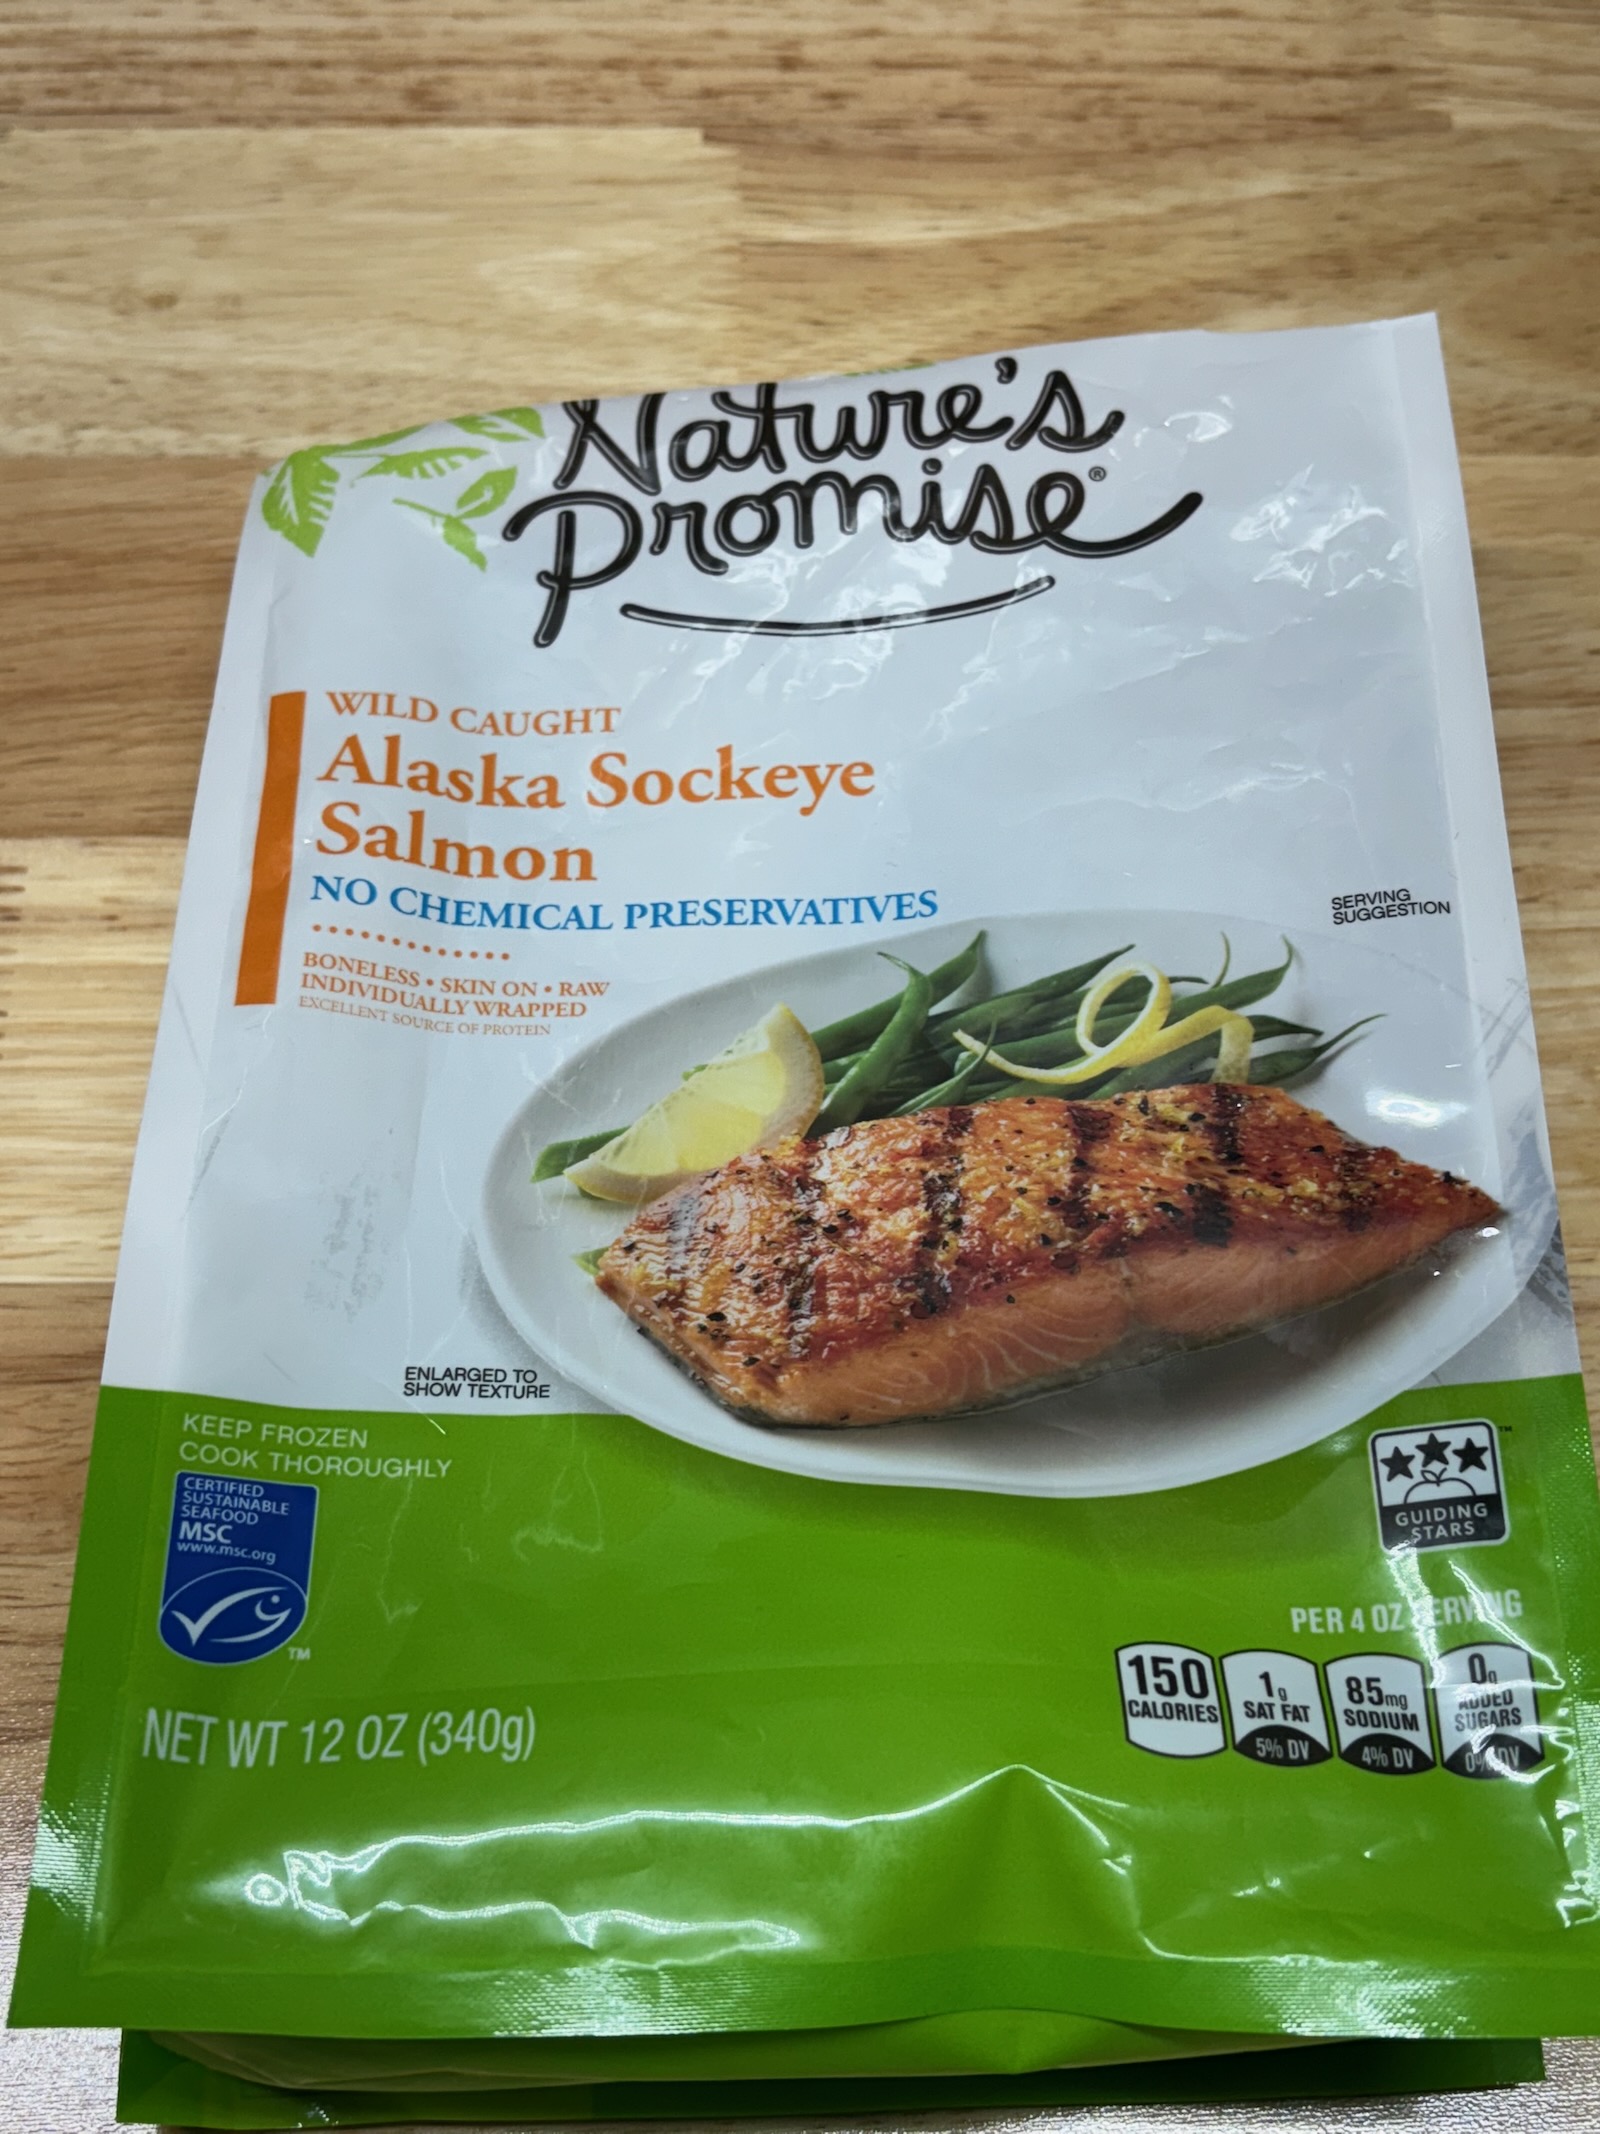 Nature's
Promise®
WILD CAUGHT
Alaska Sockeye
Salmon
NO CHEMICAL PRESERVATIVES
BONELESS • SKIN ON • RAW
INDIVIDUALLY WRAPPED
EXCELLENT SOURCE OF PROTEIN
SERVING
SUGGESTION
ENLARGED TO
SHOW TEXTURE
KEEP FROZEN
COOK THOROUGHLY
CERTIFIED
SUSTAINABLE
SEAFOOD
MSC
www.msc.org
TM
GUIDING
STARS
TM
PER 4 OZ SERVING
150
CALORIES
1g
SAT FAT
5% DV
85mg
SODIUM
4% DV
0g
ADDED
SUGARS
0% DV
NET WT 12 OZ (340g)